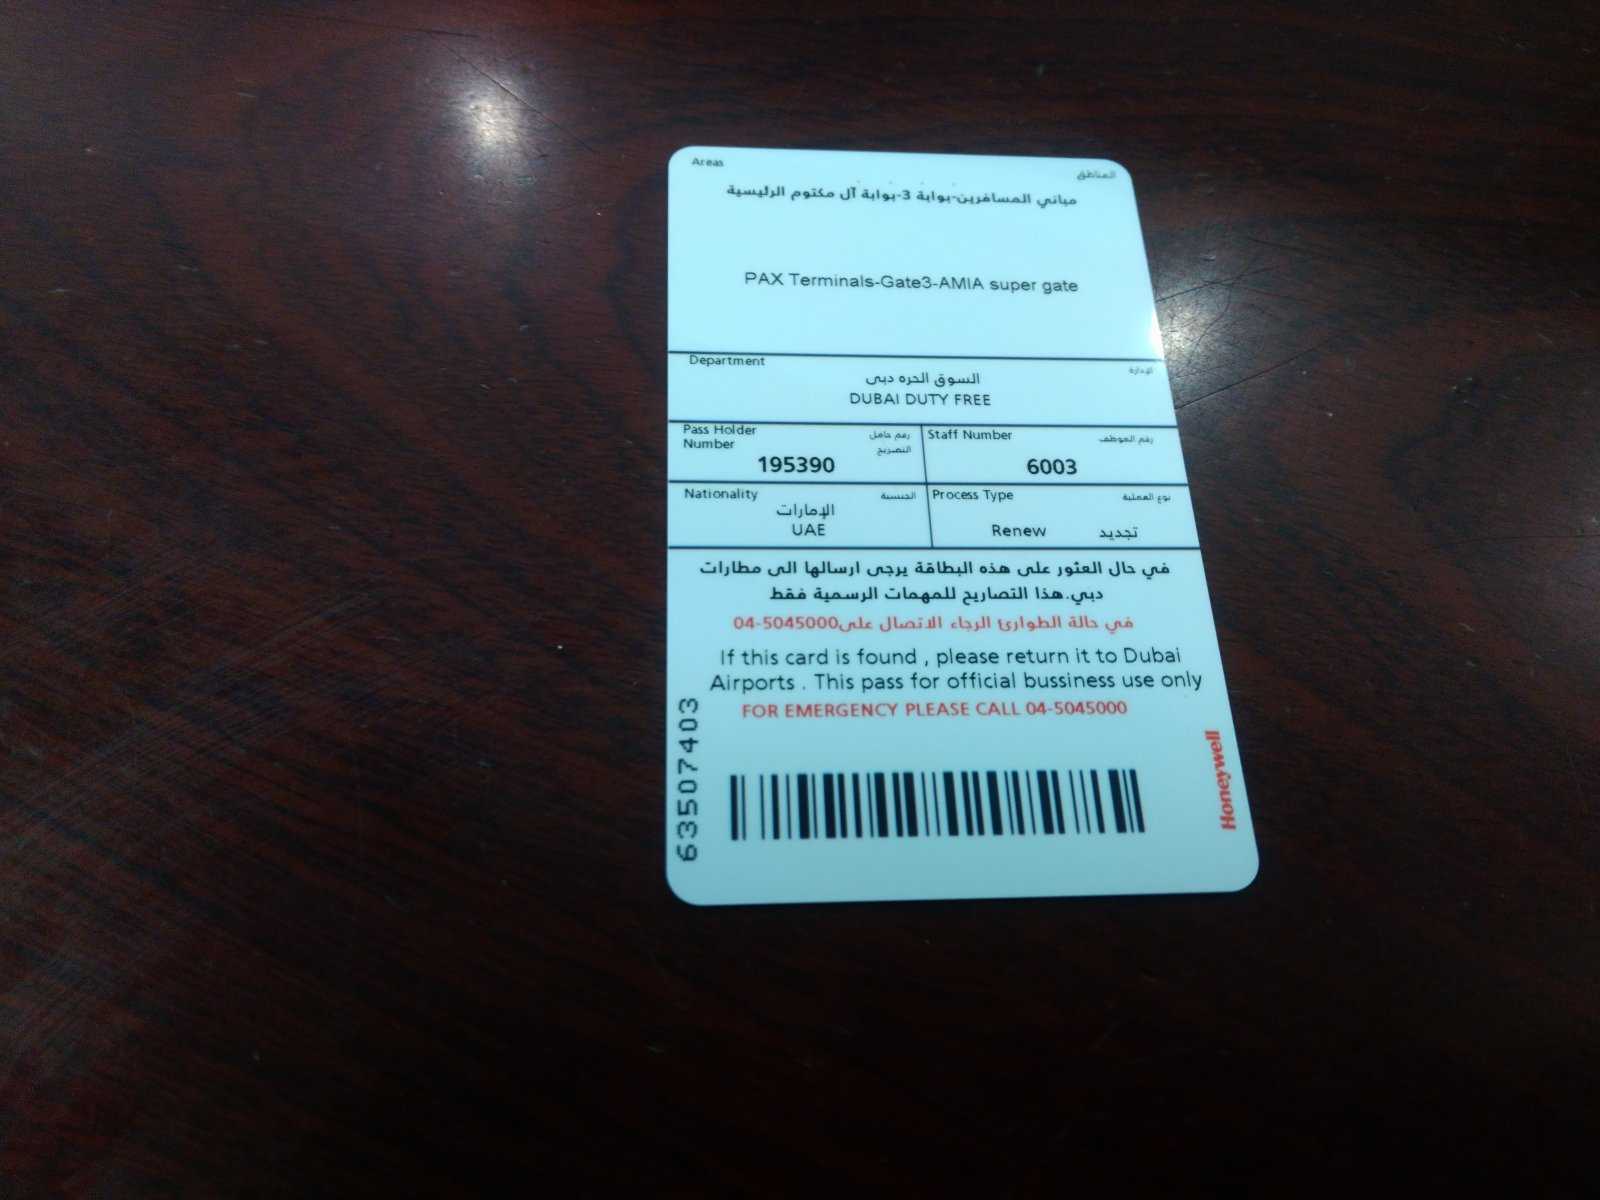 Areas المناطق
مباني المسافرين-بوابة 3-بوابة آل مكتوم الرئيسية
PAX Terminals-Gate3-AMIA super gate
Department الإدارة
السوق الحره دبى
DUBAI DUTY FREE
Pass Holder Number رقم حامل التصريح
195390
Staff Number رقم الموظف
6003
Nationality الجنسية
الإمارات
UAE
Process Type نوع العملية
Renew تجديد
في حال العثور على هذه البطاقة يرجى ارسالها الى مطارات
دبي.هذا التصاريح للمهمات الرسمية فقط
في حالة الطوارئ الرجاء الاتصال على04-5045000
If this card is found , please return it to Dubai
Airports . This pass for official bussiness use only
FOR EMERGENCY PLEASE CALL 04-5045000
63507403
Honeywell